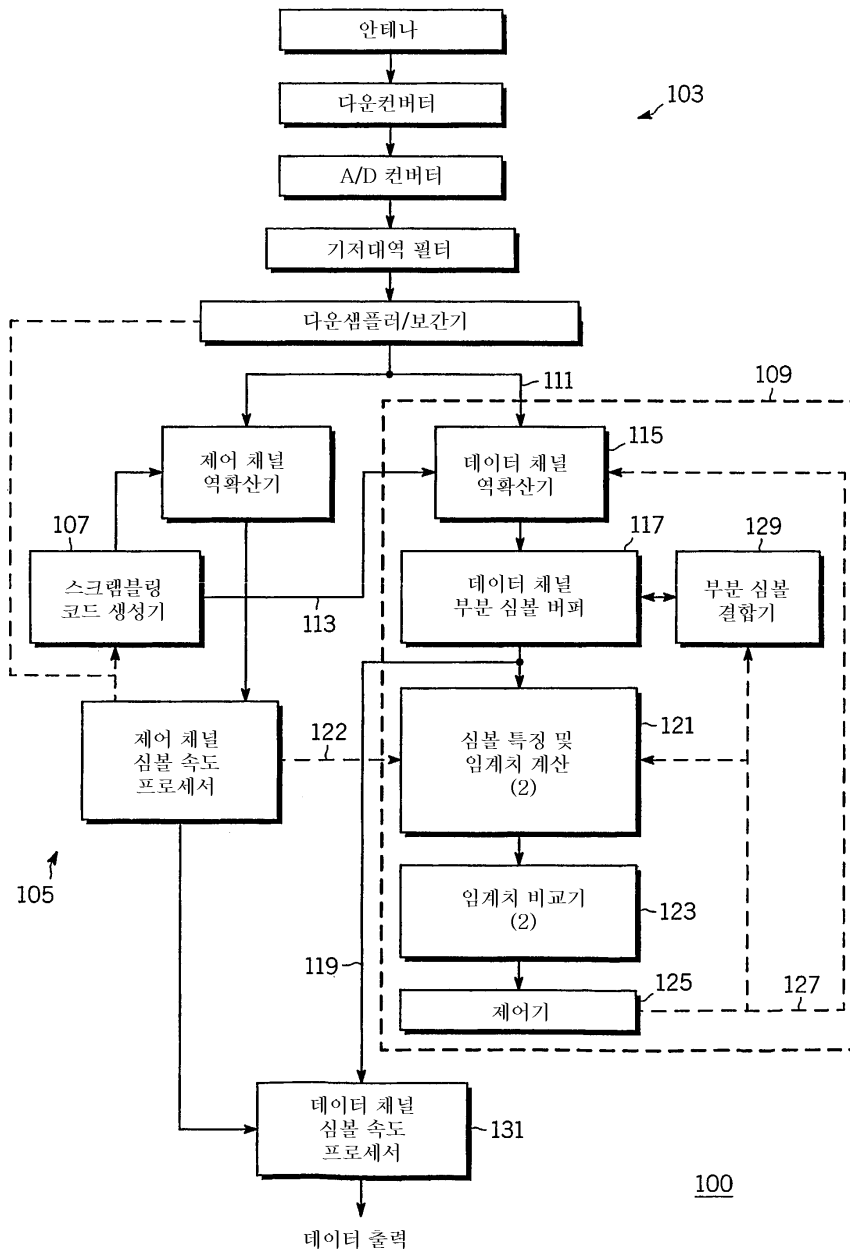 안테나
다운컨버터
103
A/D 컨버터
기저대역 필터
다운샘플러/보간기
111
109
제어 채널
역확산기
데이터 채널
역확산기
115
107
스크램블링
코드 생성기
113
117
데이터 채널
부분 심볼 버퍼
129
부분 심볼
결합기
제어 채널
심볼 속도
프로세서
122
심볼 특징 및
임계치 계산
(2)
121
105
임계치 비교기
(2)
123
119
125
제어기
127
데이터 채널
심볼 속도
프로세서
131
100
데이터 출력